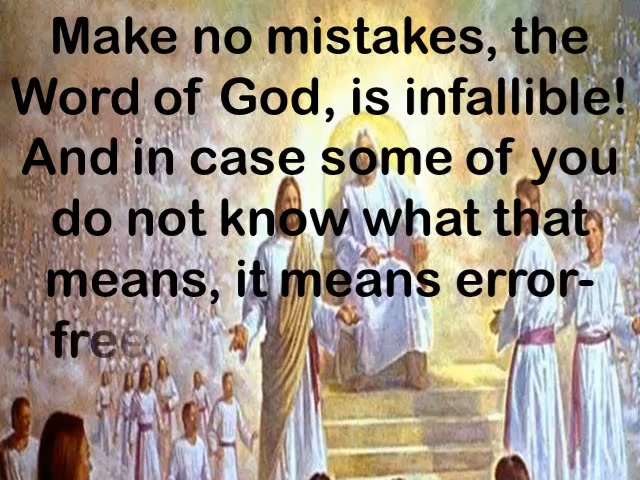 Make no mistakes, the
Word of God, is infallible!
And in case some of you
do not know what that
means, it means error-
free